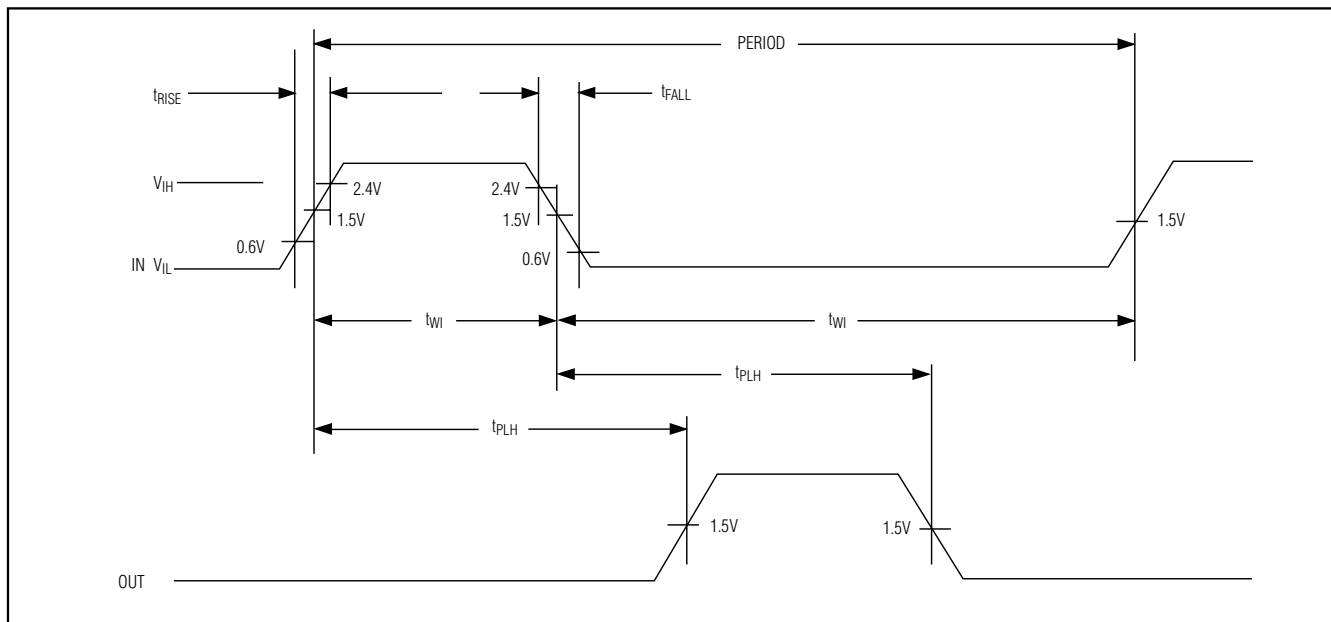 PERIOD
tRISE
tFALL
VIH
2.4V
2.4V
1.5V
1.5V
1.5V
0.6V
0.6V
IN VIL
tWI
tWI
tPLH
tPLH
1.5V
1.5V
OUT